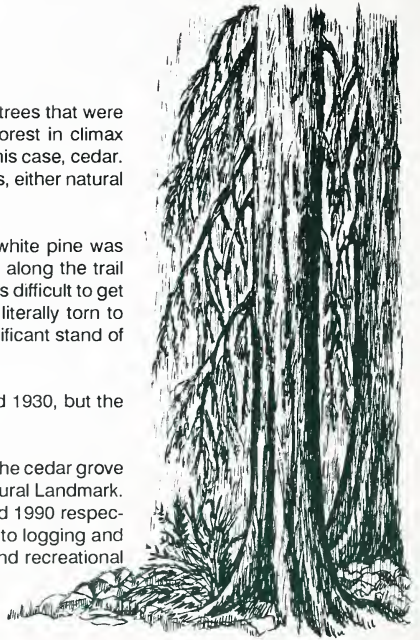 trees that were
orest in climax
his case, cedar.
s, either natural
white pine was
along the trail
s difficult to get
literally torn to
ificant stand of
d 1930, but the
he cedar grove
ural Landmark.
d 1990 respec-
to logging and
nd recreational